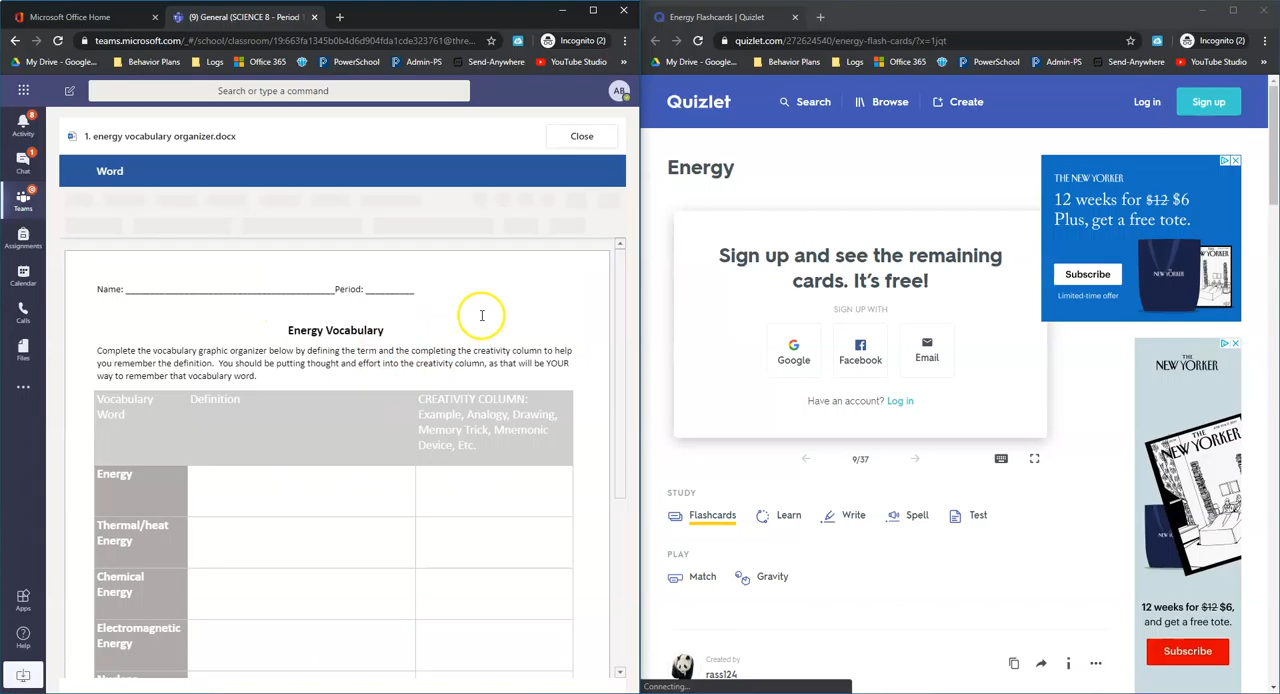 Microsoft Office Home
(9) General (SCIENCE 8 - Period 1
teams.microsoft.com/_#/school/classroom/19:663fa1345b0b4d6d904fda1cde323761@thre...
Incognito (2)
My Drive - Google...
Behavior Plans
Logs
Office 365
PowerSchool
Admin-PS
Send-Anywhere
YouTube Studio
»
Search or type a command
AB
Activity
8
Chat
1
Teams
Assignments
Calendar
Calls
Files
Apps
Help
1. energy vocabulary organizer.docx
Close
Word
Name: ________________________________________Period: _________
Energy Vocabulary
Complete the vocabulary graphic organizer below by defining the term and the completing the creativity column to help
you remember the definition. You should be putting thought and effort into the creativity column, as that will be YOUR
way to remember that vocabulary word.
Vocabulary
Word
Definition
CREATIVITY COLUMN:
Example, Analogy, Drawing,
Memory Trick, Mnemonic
Device, Etc.
Energy
Thermal/heat
Energy
Chemical
Energy
Electromagnetic
Energy
Energy Flashcards | Quizlet
quizlet.com/272624540/energy-flash-cards/?x=1jqt
Incognito (2)
My Drive - Google...
Behavior Plans
Logs
Office 365
PowerSchool
Admin-PS
Send-Anywhere
YouTube Studio
»
Quizlet
Search
Browse
Create
Log in
Sign up
Energy
Sign up and see the remaining
cards. It's free!
SIGN UP WITH
Google
Facebook
Email
Have an account? Log in
9/37
STUDY
Flashcards
Learn
Write
Spell
Test
PLAY
Match
Gravity
Created by
rass124
Connecting...
THE NEW YORKER
12 weeks for $12 $6
Plus, get a free tote.
Subscribe
Limited-time offer
THE
NEW YORKER
THE NEW YORKER
12 weeks for $12 $6,
and get a free tote.
Subscribe